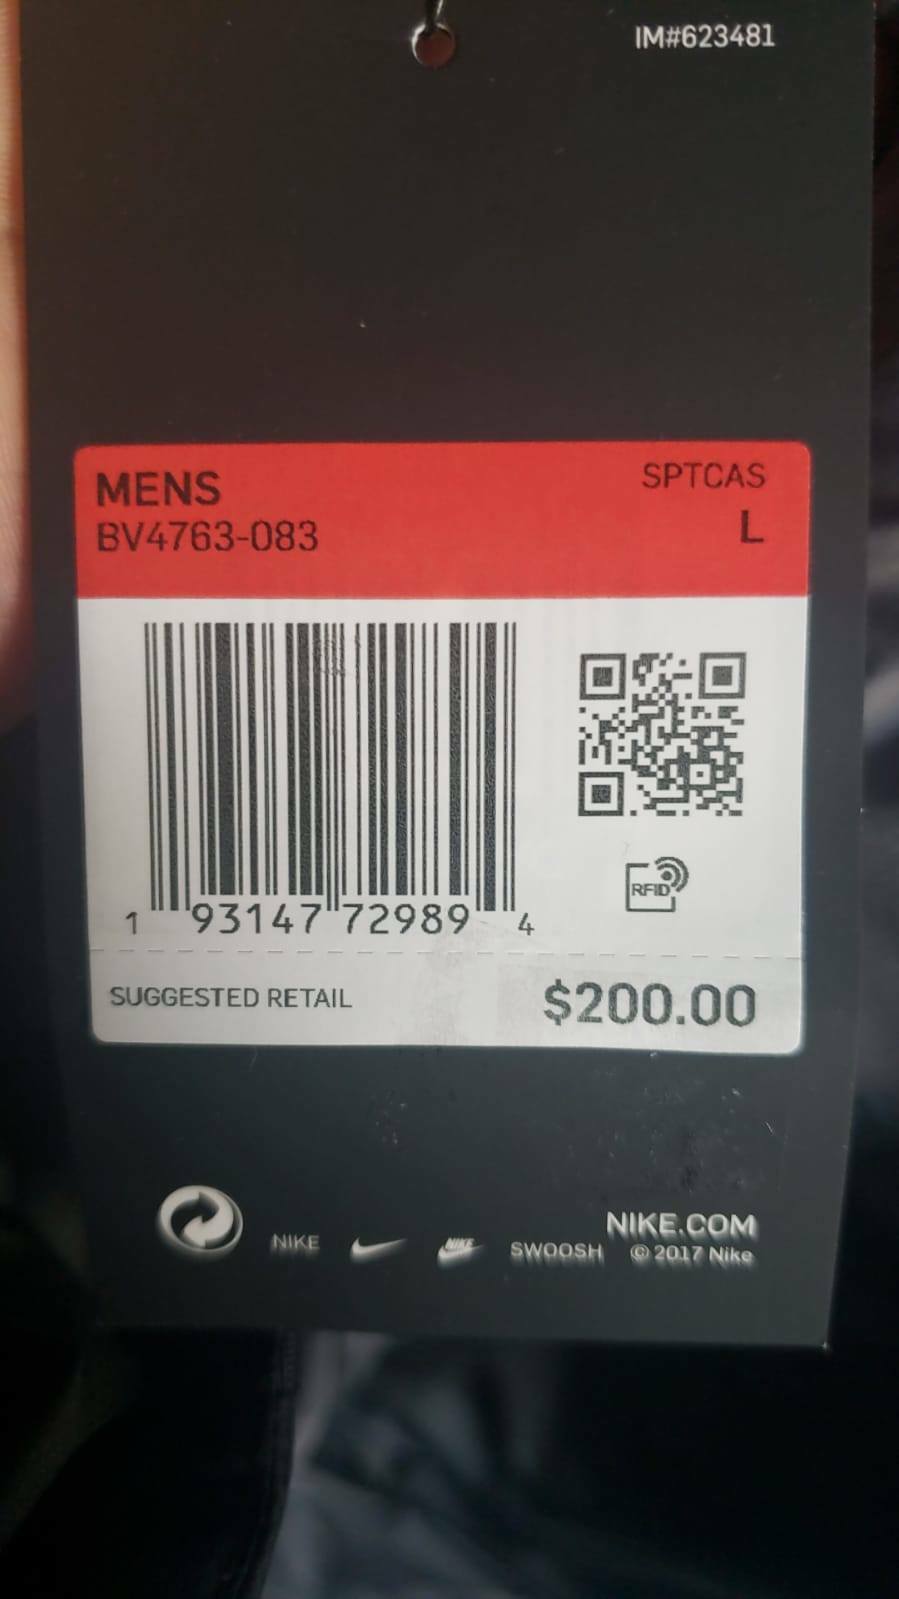 IM#623481
MENS SPTCAS
BV4763-083 L
RFID
1 93147 72989 4
SUGGESTED RETAIL $200.00
NIKE.COM
NIKE NIKE SWOOSH © 2017 Nike